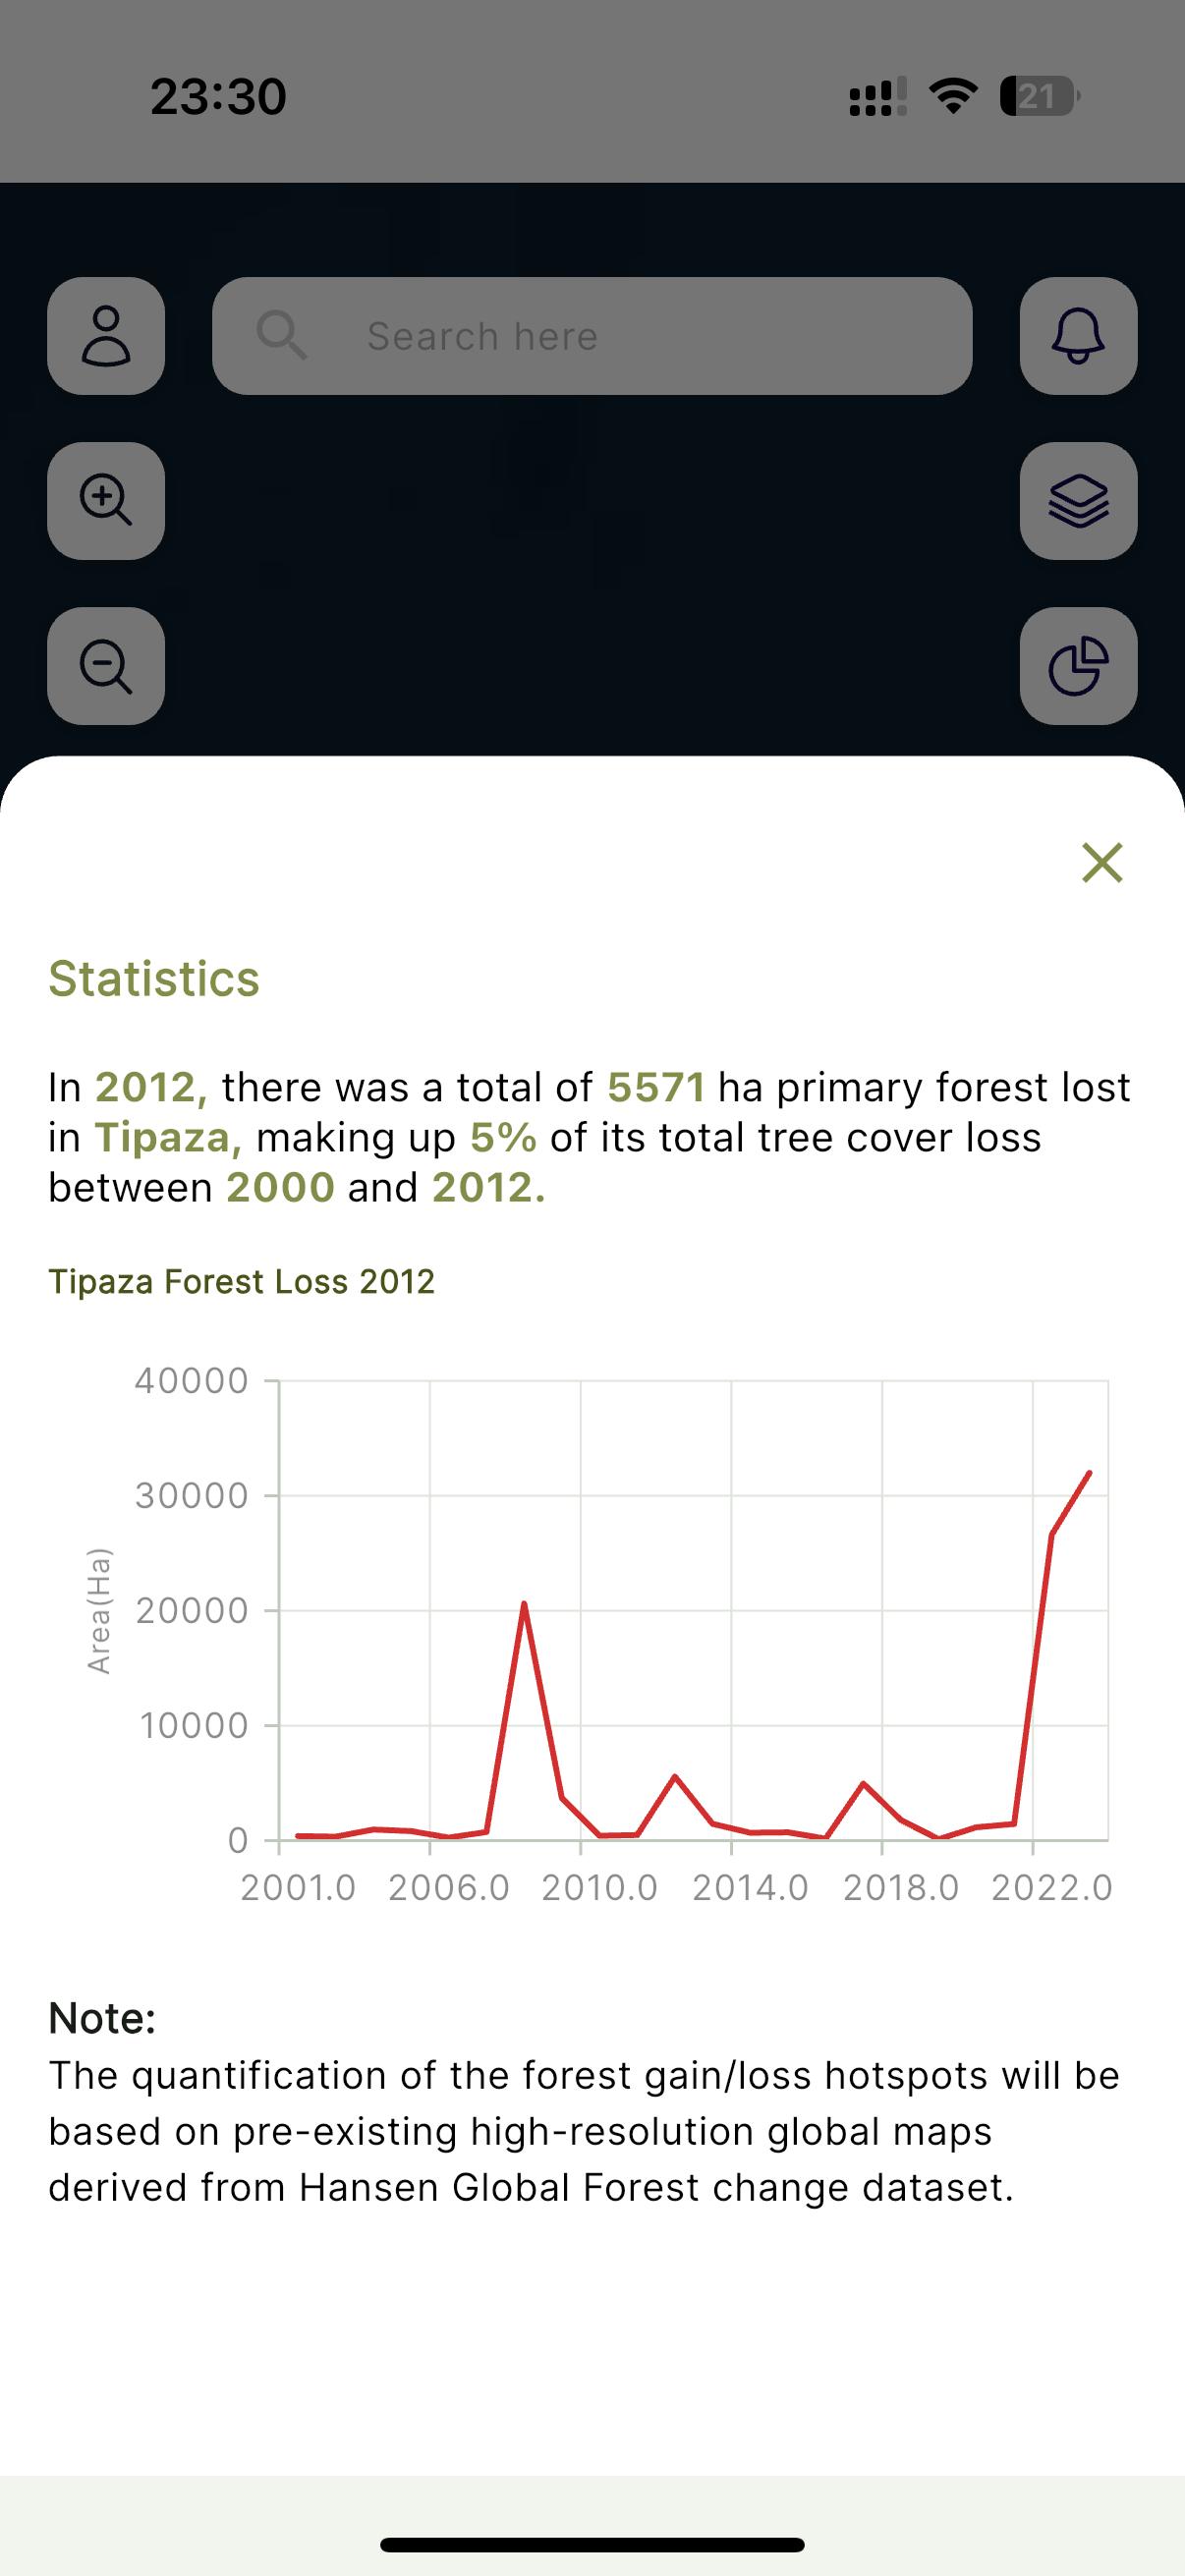 23:30
21
Search here
Statistics
In 2012, there was a total of 5571 ha primary forest lost
in Tipaza, making up 5% of its total tree cover loss
between 2000 and 2012.
Tipaza Forest Loss 2012
40000
30000
20000
10000
0
Area(Ha)
2001.0 2006.0 2010.0 2014.0 2018.0 2022.0
Note:
The quantification of the forest gain/loss hotspots will be
based on pre-existing high-resolution global maps
derived from Hansen Global Forest change dataset.